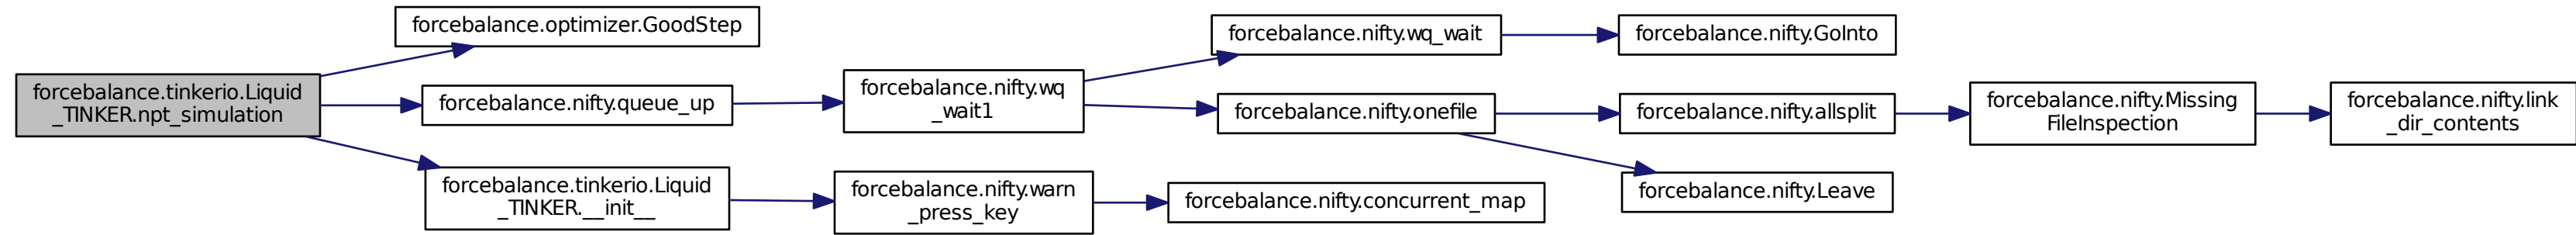 forcebalance.tinkerio.Liquid
_TINKER.npt_simulation
forcebalance.optimizer.GoodStep
forcebalance.nifty.queue_up
forcebalance.tinkerio.Liquid
_TINKER.__init__
forcebalance.nifty.wq
_wait1
forcebalance.nifty.warn
_press_key
forcebalance.nifty.wq_wait
forcebalance.nifty.onefile
forcebalance.nifty.concurrent_map
forcebalance.nifty.GoInto
forcebalance.nifty.allsplit
forcebalance.nifty.Leave
forcebalance.nifty.Missing
FileInspection
forcebalance.nifty.link
_dir_contents